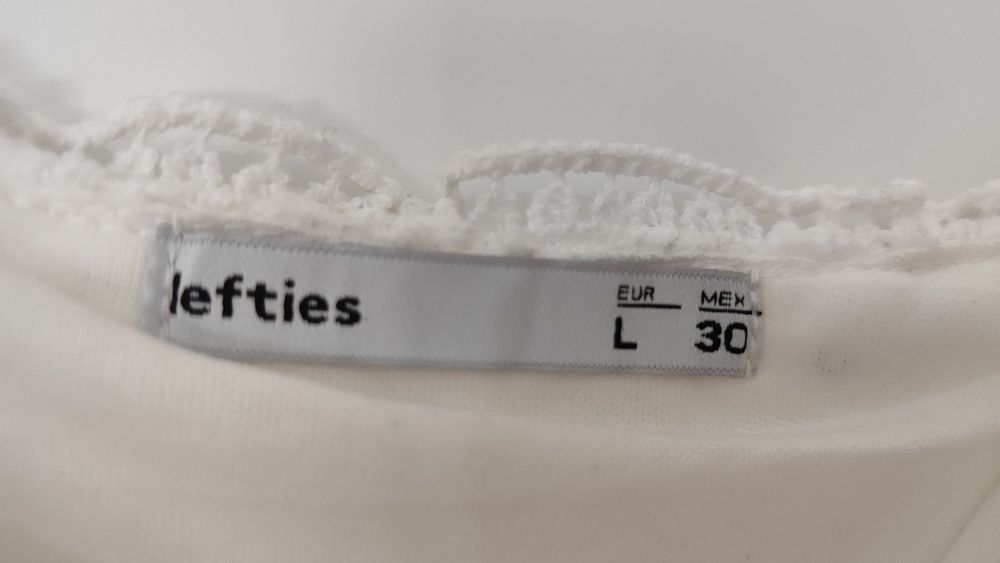 lefties
EUR MEX
L 30